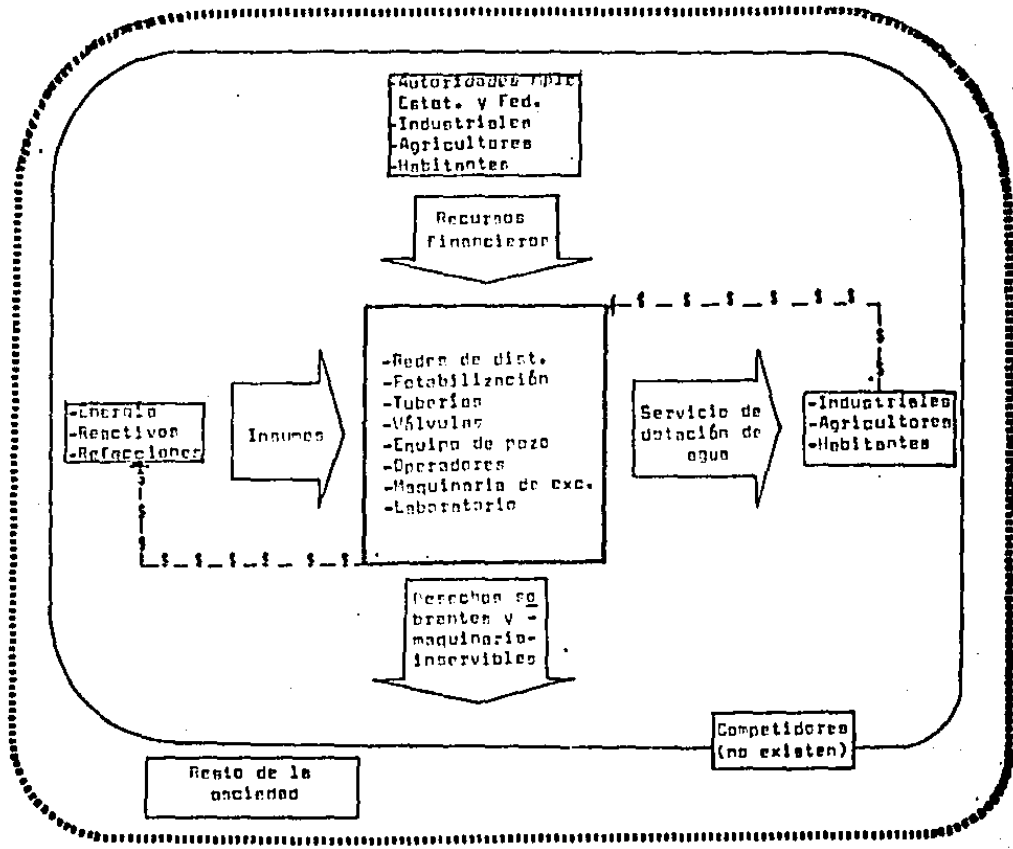 -Autoridades Mplc
Estat. y Fed.
-Industriales
-Agricultores
-Habitantes
Recursos
Financieros
-Energía
-Reactivos
-Refacciones
Insumos
-Redes de dist.
-Potabilización
-Tuberías
-Válvulas
-Equipo de pozo
-Operadores
-Maquinaria de exc.
-Laboratorio
Servicio de
dotación de
agua
-Industriales
-Agricultores
-Habitantes
$ $ $ $ $ $
$ $ $ $ $
Desechos so
brantes y -
maquinaria-
inservibles
Competidores
(no existen)
Resto de la
sociedad